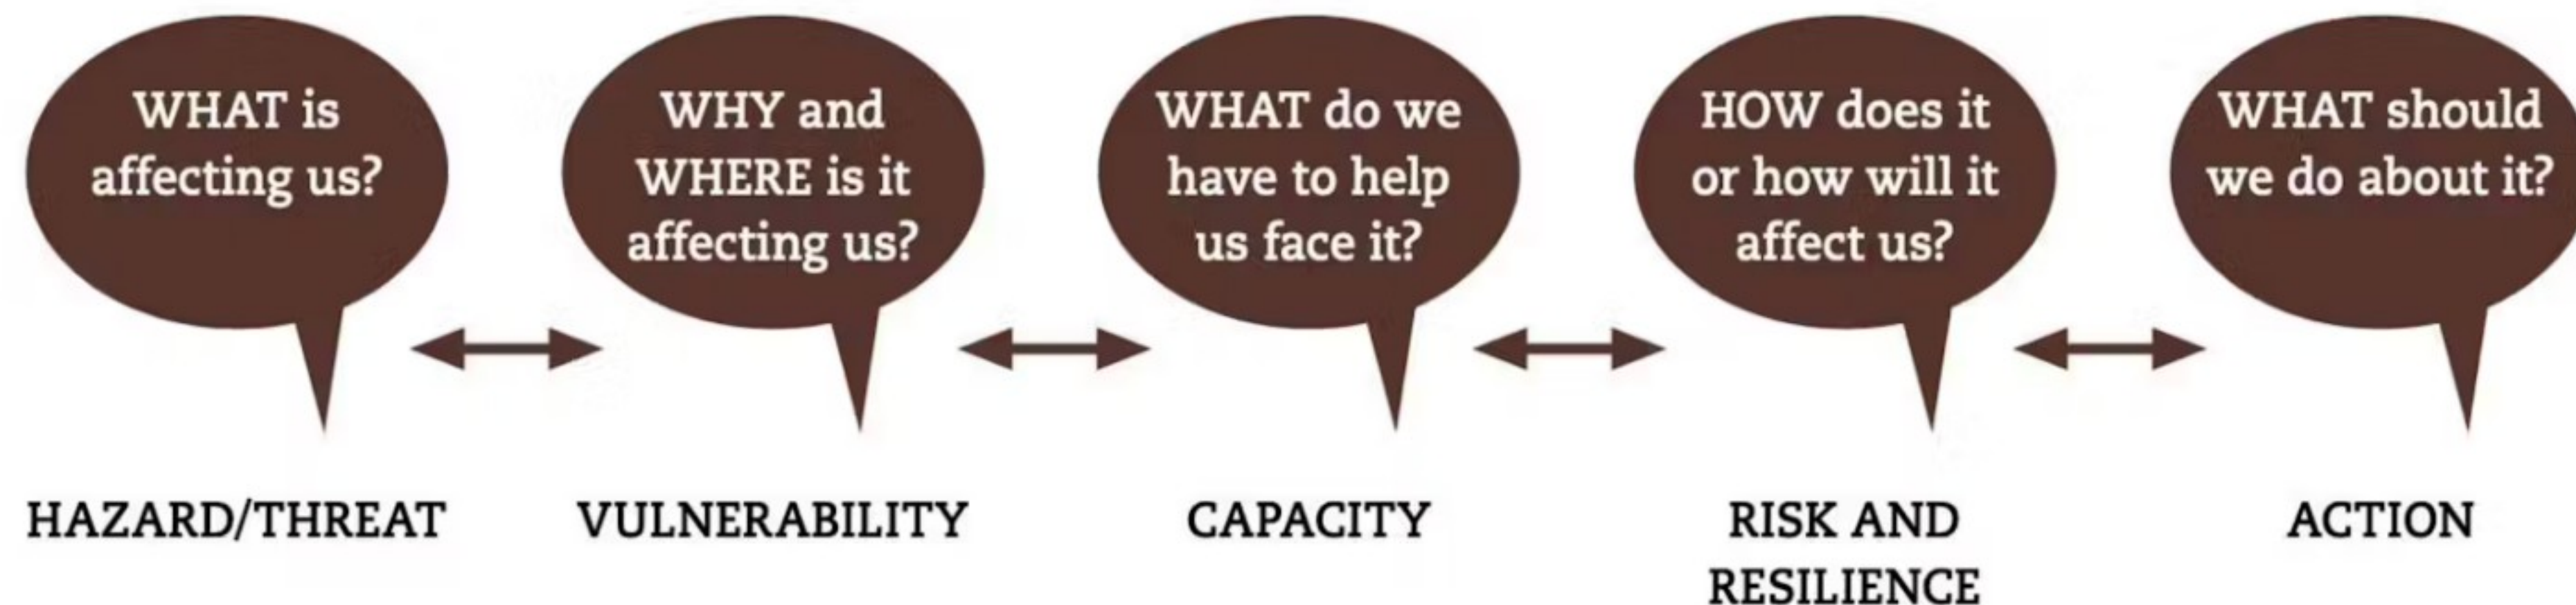 WHAT is
affecting us?
WHY and
WHERE is it
affecting us?
WHAT do we
have to help
us face it?
HOW does it
or how will it
affect us?
WHAT should
we do about it?
HAZARD/THREAT
VULNERABILITY
CAPACITY
RISK AND
RESILIENCE
ACTION